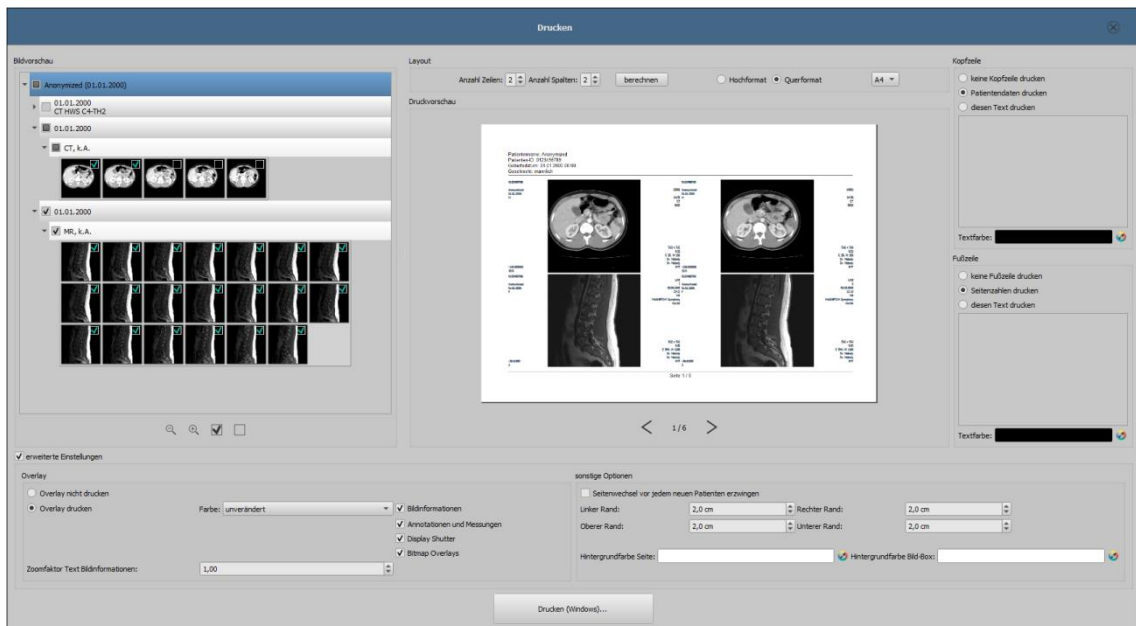 Drucken
Bildvorschau
Anonymized (01.01.2000)
01.01.2000
CT HWS C4-TH2
01.01.2000
CT, k.A.
01.01.2000
MR, k.A.
Layout
Anzahl Zeilen: 2 Anzahl Spalten: 2 berechnen Hochformat Querformat A4
Druckvorschau
Patientenname: Anonymized
Patienten-ID: 0123456789
Geschlecht: männlich
Seite 1 / 6
1 / 6
Kopfzeile
keine Kopfzeile drucken
Patientendaten drucken
diesen Text drucken
Textfarbe:
Fußzeile
keine Fußzeile drucken
Seitenzahlen drucken
diesen Text drucken
Textfarbe:
erweiterte Einstellungen
Overlay
Overlay nicht drucken
Overlay drucken Farbe: unverändert Bildinformationen
Annotationen und Messungen
Display Shutter
Bitmap Overlays
Zoomfaktor Text Bildinformationen: 1,00
sonstige Optionen
Seitenwechsel vor jedem neuen Patienten erzwingen
Linker Rand: 2,0 cm Rechter Rand: 2,0 cm
Oberer Rand: 2,0 cm Unterer Rand: 2,0 cm
Hintergrundfarbe Seite: Hintergrundfarbe Bild-Box:
Drucken (Windows)...